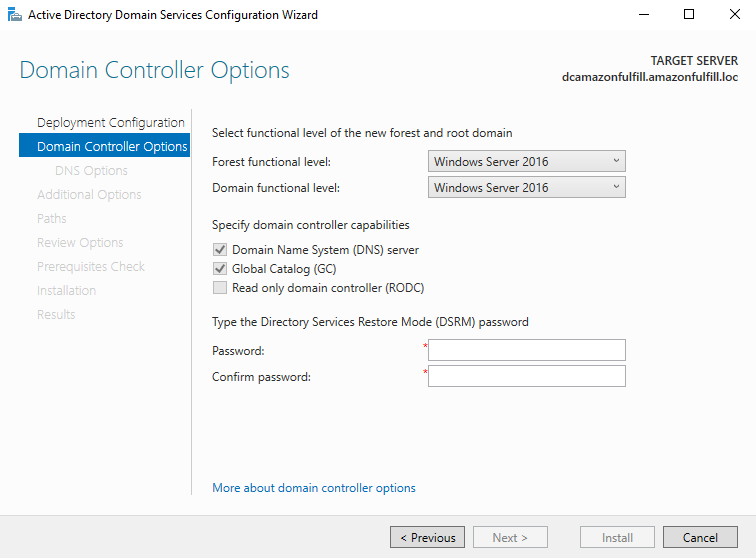 Active Directory Domain Services Configuration Wizard
Domain Controller Options
TARGET SERVER
dcamazonfulfill.amazonfulfill.loc
Deployment Configuration
Domain Controller Options
DNS Options
Additional Options
Paths
Review Options
Prerequisites Check
Installation
Results
Select functional level of the new forest and root domain
Forest functional level: Windows Server 2016
Domain functional level: Windows Server 2016
Specify domain controller capabilities
Domain Name System (DNS) server
Global Catalog (GC)
Read only domain controller (RODC)
Type the Directory Services Restore Mode (DSRM) password
Password: *
Confirm password: *
More about domain controller options
< Previous Next > Install Cancel